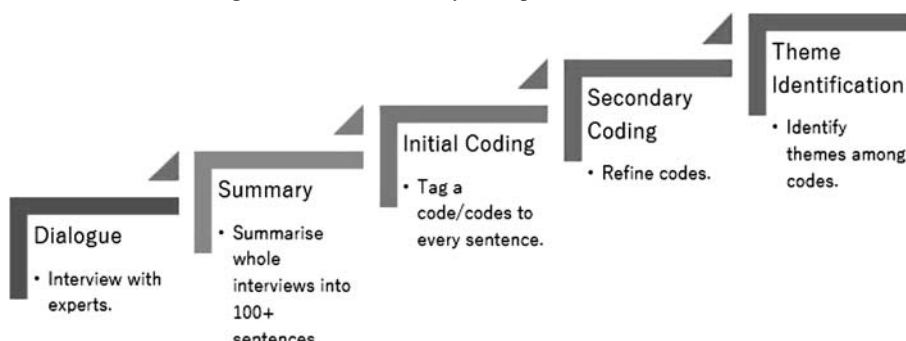 Dialogue
• Interview with
experts.
Summary
• Summarise
whole
interviews into
100+
sentences
Initial Coding
• Tag a
code/codes to
every sentence.
Secondary
Coding
• Refine codes.
Theme
Identification
• Identify
themes among
codes.